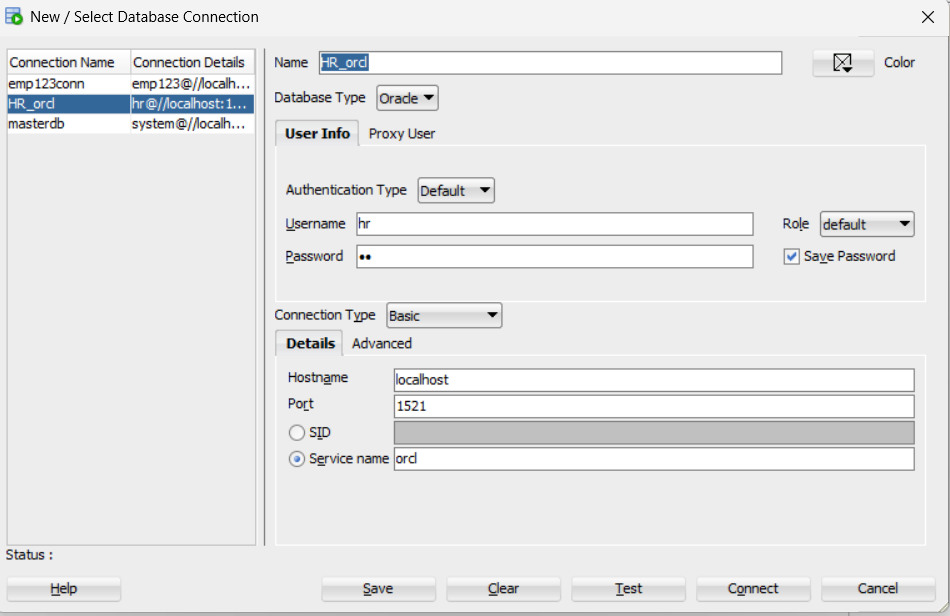 New / Select Database Connection
Connection Name Connection Details
emp123conn emp123@//localh...
HR_orcl hr@//localhost:1...
masterdb system@//localh...
Name HR_orcl Color
Database Type Oracle
User Info Proxy User
Authentication Type Default
Username hr Role default
Password •• Save Password
Connection Type Basic
Details Advanced
Hostname localhost
Port 1521
SID
Service name orcl
Status :
Help Save Clear Test Connect Cancel